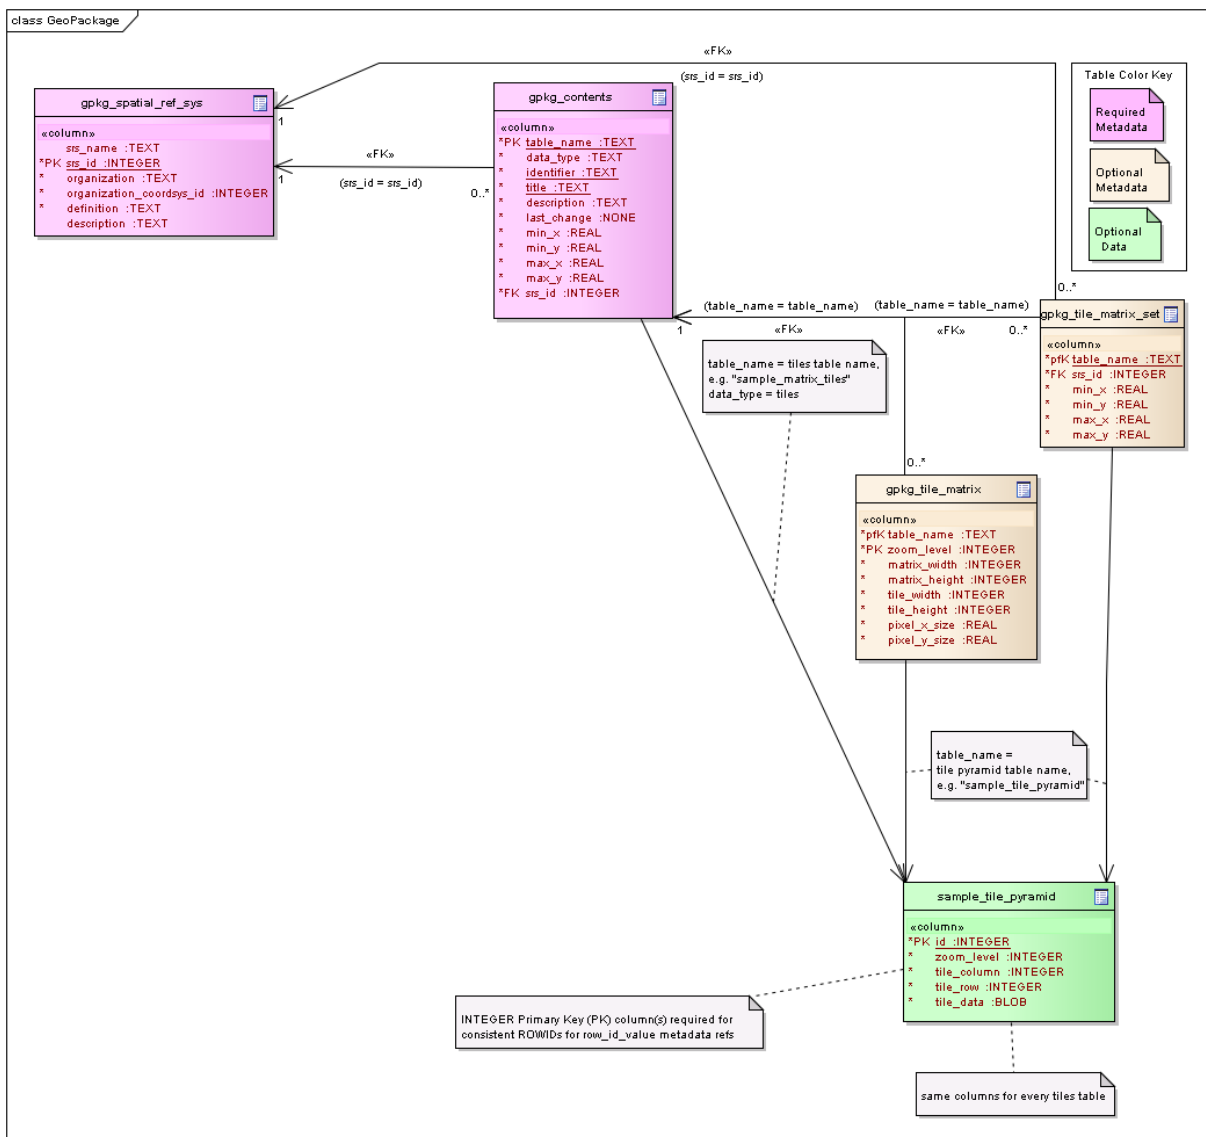 class GeoPackage
«FK»
(srs_id = srs_id)
Table Color Key
Required
Metadata
Optional
Metadata
Optional
Data
gpkg_spatial_ref_sys
«column»
srs_name :TEXT
*PK srs_id :INTEGER
* organization :TEXT
* organization_coordsys_id :INTEGER
* definition :TEXT
description :TEXT
1
«FK»
1
(srs_id = srs_id)
0..*
gpkg_contents
«column»
*PK table_name :TEXT
* data_type :TEXT
* identifier :TEXT
* title :TEXT
* description :TEXT
* last_change :NONE
* min_x :REAL
* min_y :REAL
* max_x :REAL
* max_y :REAL
*FK srs_id :INTEGER
0..*
(table_name = table_name)
(table_name = table_name)
1
«FK»
«FK»
0..*
gpkg_tile_matrix_set
«column»
*pfK table_name :TEXT
*FK srs_id :INTEGER
* min_x :REAL
* min_y :REAL
* max_x :REAL
* max_y :REAL
table_name = tiles table name,
e.g. "sample_matrix_tiles"
data_type = tiles
0..*
gpkg_tile_matrix
«column»
*pfK table_name :TEXT
*PK zoom_level :INTEGER
* matrix_width :INTEGER
* matrix_height :INTEGER
* tile_width :INTEGER
* tile_height :INTEGER
* pixel_x_size :REAL
* pixel_y_size :REAL
table_name =
tile pyramid table name,
e.g. "sample_tile_pyramid"
sample_tile_pyramid
«column»
*PK id :INTEGER
* zoom_level :INTEGER
* tile_column :INTEGER
* tile_row :INTEGER
* tile_data :BLOB
INTEGER Primary Key (PK) column(s) required for
consistent ROWIDs for row_id_value metadata refs
same columns for every tiles table